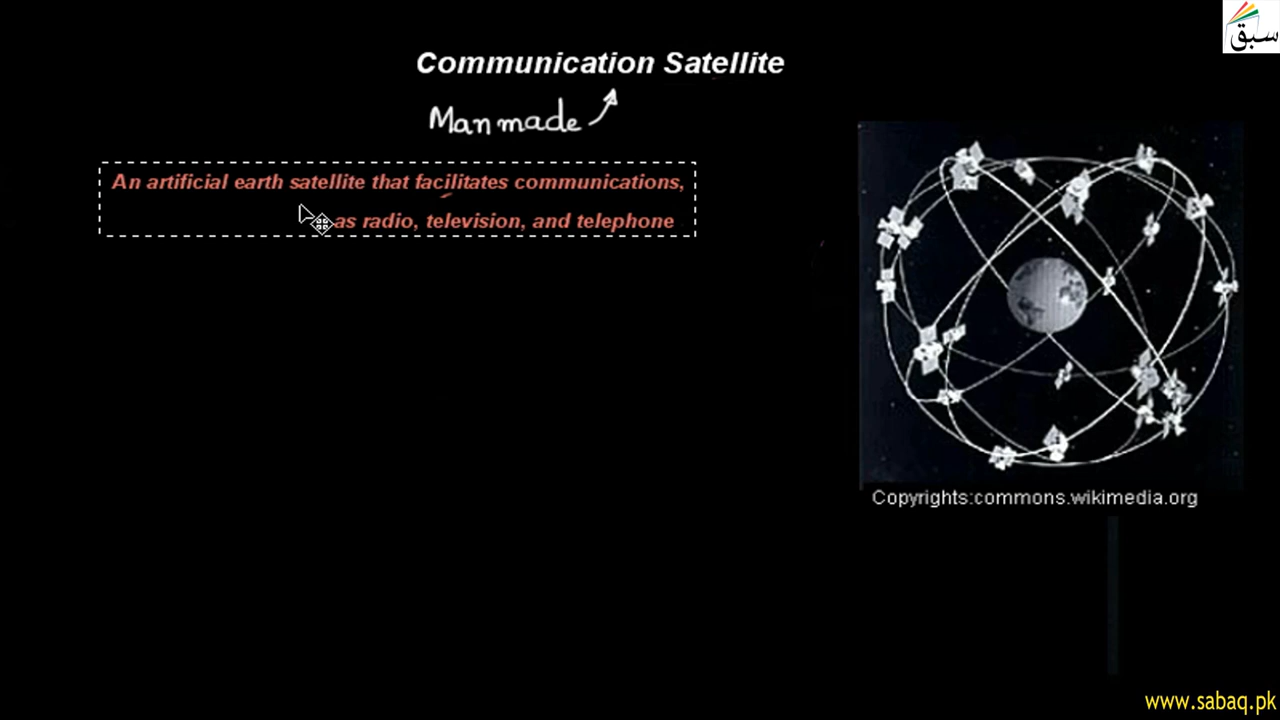 سبق
Communication Satellite
Man made
An artificial earth satellite that facilitates communications,
as radio, television, and telephone
Copyrights:commons.wikimedia.org
www.sabaq.pk